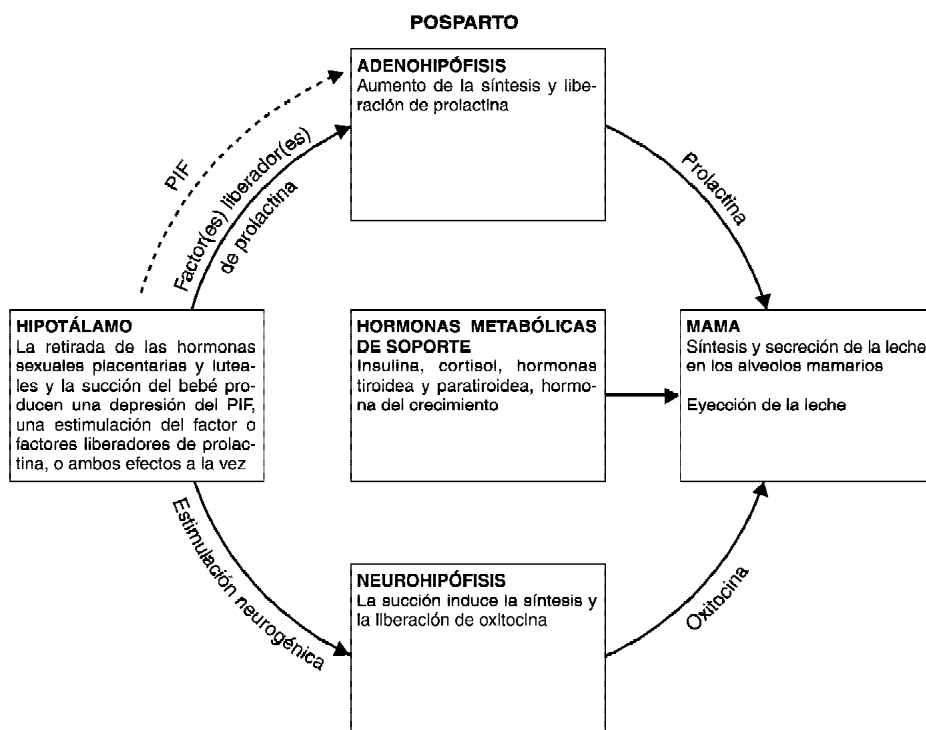 POSPARTO
ADENOHIPÓFISIS
Aumento de la síntesis y libe-
ración de prolactina
PIF
Factor(es) liberador(es)
de prolactina
Prolactina
HIPOTÁLAMO
La retirada de las hormonas
sexuales placentarias y lutea-
les y la succión del bebé pro-
ducen una depresión del PIF,
una estimulación del factor o
factores liberadores de prolac-
tina, o ambos efectos a la vez
HORMONAS METABÓLICAS
DE SOPORTE
Insulina, cortisol, hormonas
tiroidea y paratiroidea, hormo-
na del crecimiento
MAMA
Síntesis y secreción de la leche
en los alveolos mamarios
Eyección de la leche
Estimulación neurogénica
NEUROHIPÓFISIS
La succión induce la síntesis y
la liberación de oxitocina
Oxitocina